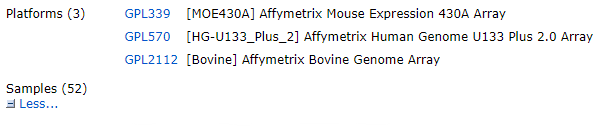 Platforms (3) GPL339 [MOE430A] Affymetrix Mouse Expression 430A Array
GPL570 [HG-U133_Plus_2] Affymetrix Human Genome U133 Plus 2.0 Array
GPL2112 [Bovine] Affymetrix Bovine Genome Array
Samples (52)
Less...